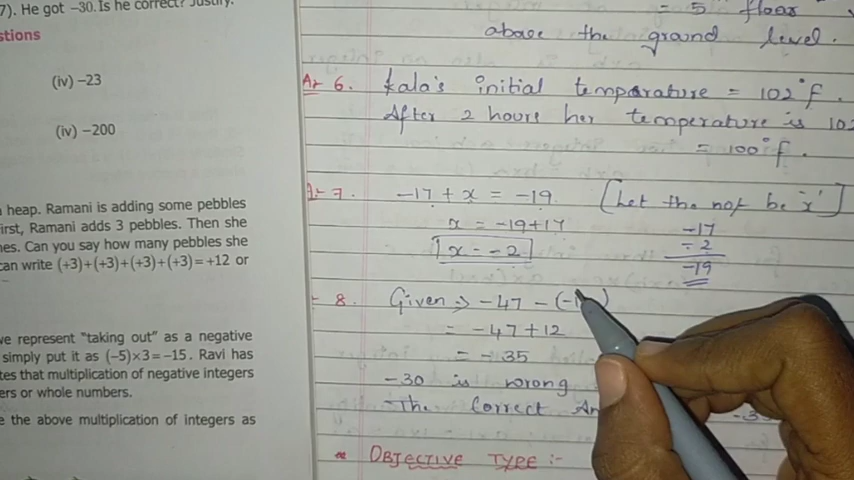 7). He got −30. Is he correct? Justify.
stions
(iv) −23
(iv) −200
heap. Ramani is adding some pebbles
First, Ramani adds 3 pebbles. Then she
mes. Can you say how many pebbles she
can write (+3)+(+3)+(+3)+(+3)=+12 or
we represent "taking out" as a negative
simply put it as (−5)×3=−15. Ravi has
tes that multiplication of negative integers
ers or whole numbers.
e the above multiplication of integers as
= 5 floor
above the ground level.
6. Kala's initial temparature = 102°f.
After 2 hours her temperature is 10
= 100°f.
7. -17 + x = -19 [Let the no be 'x']
x = -19+17
x = -2
-17
-2
-19
8. Given => -47 - (-1 )
= -47+12
= -35
-30 is wrong
The Correct An -35
* OBJECTIVE TYPE :-